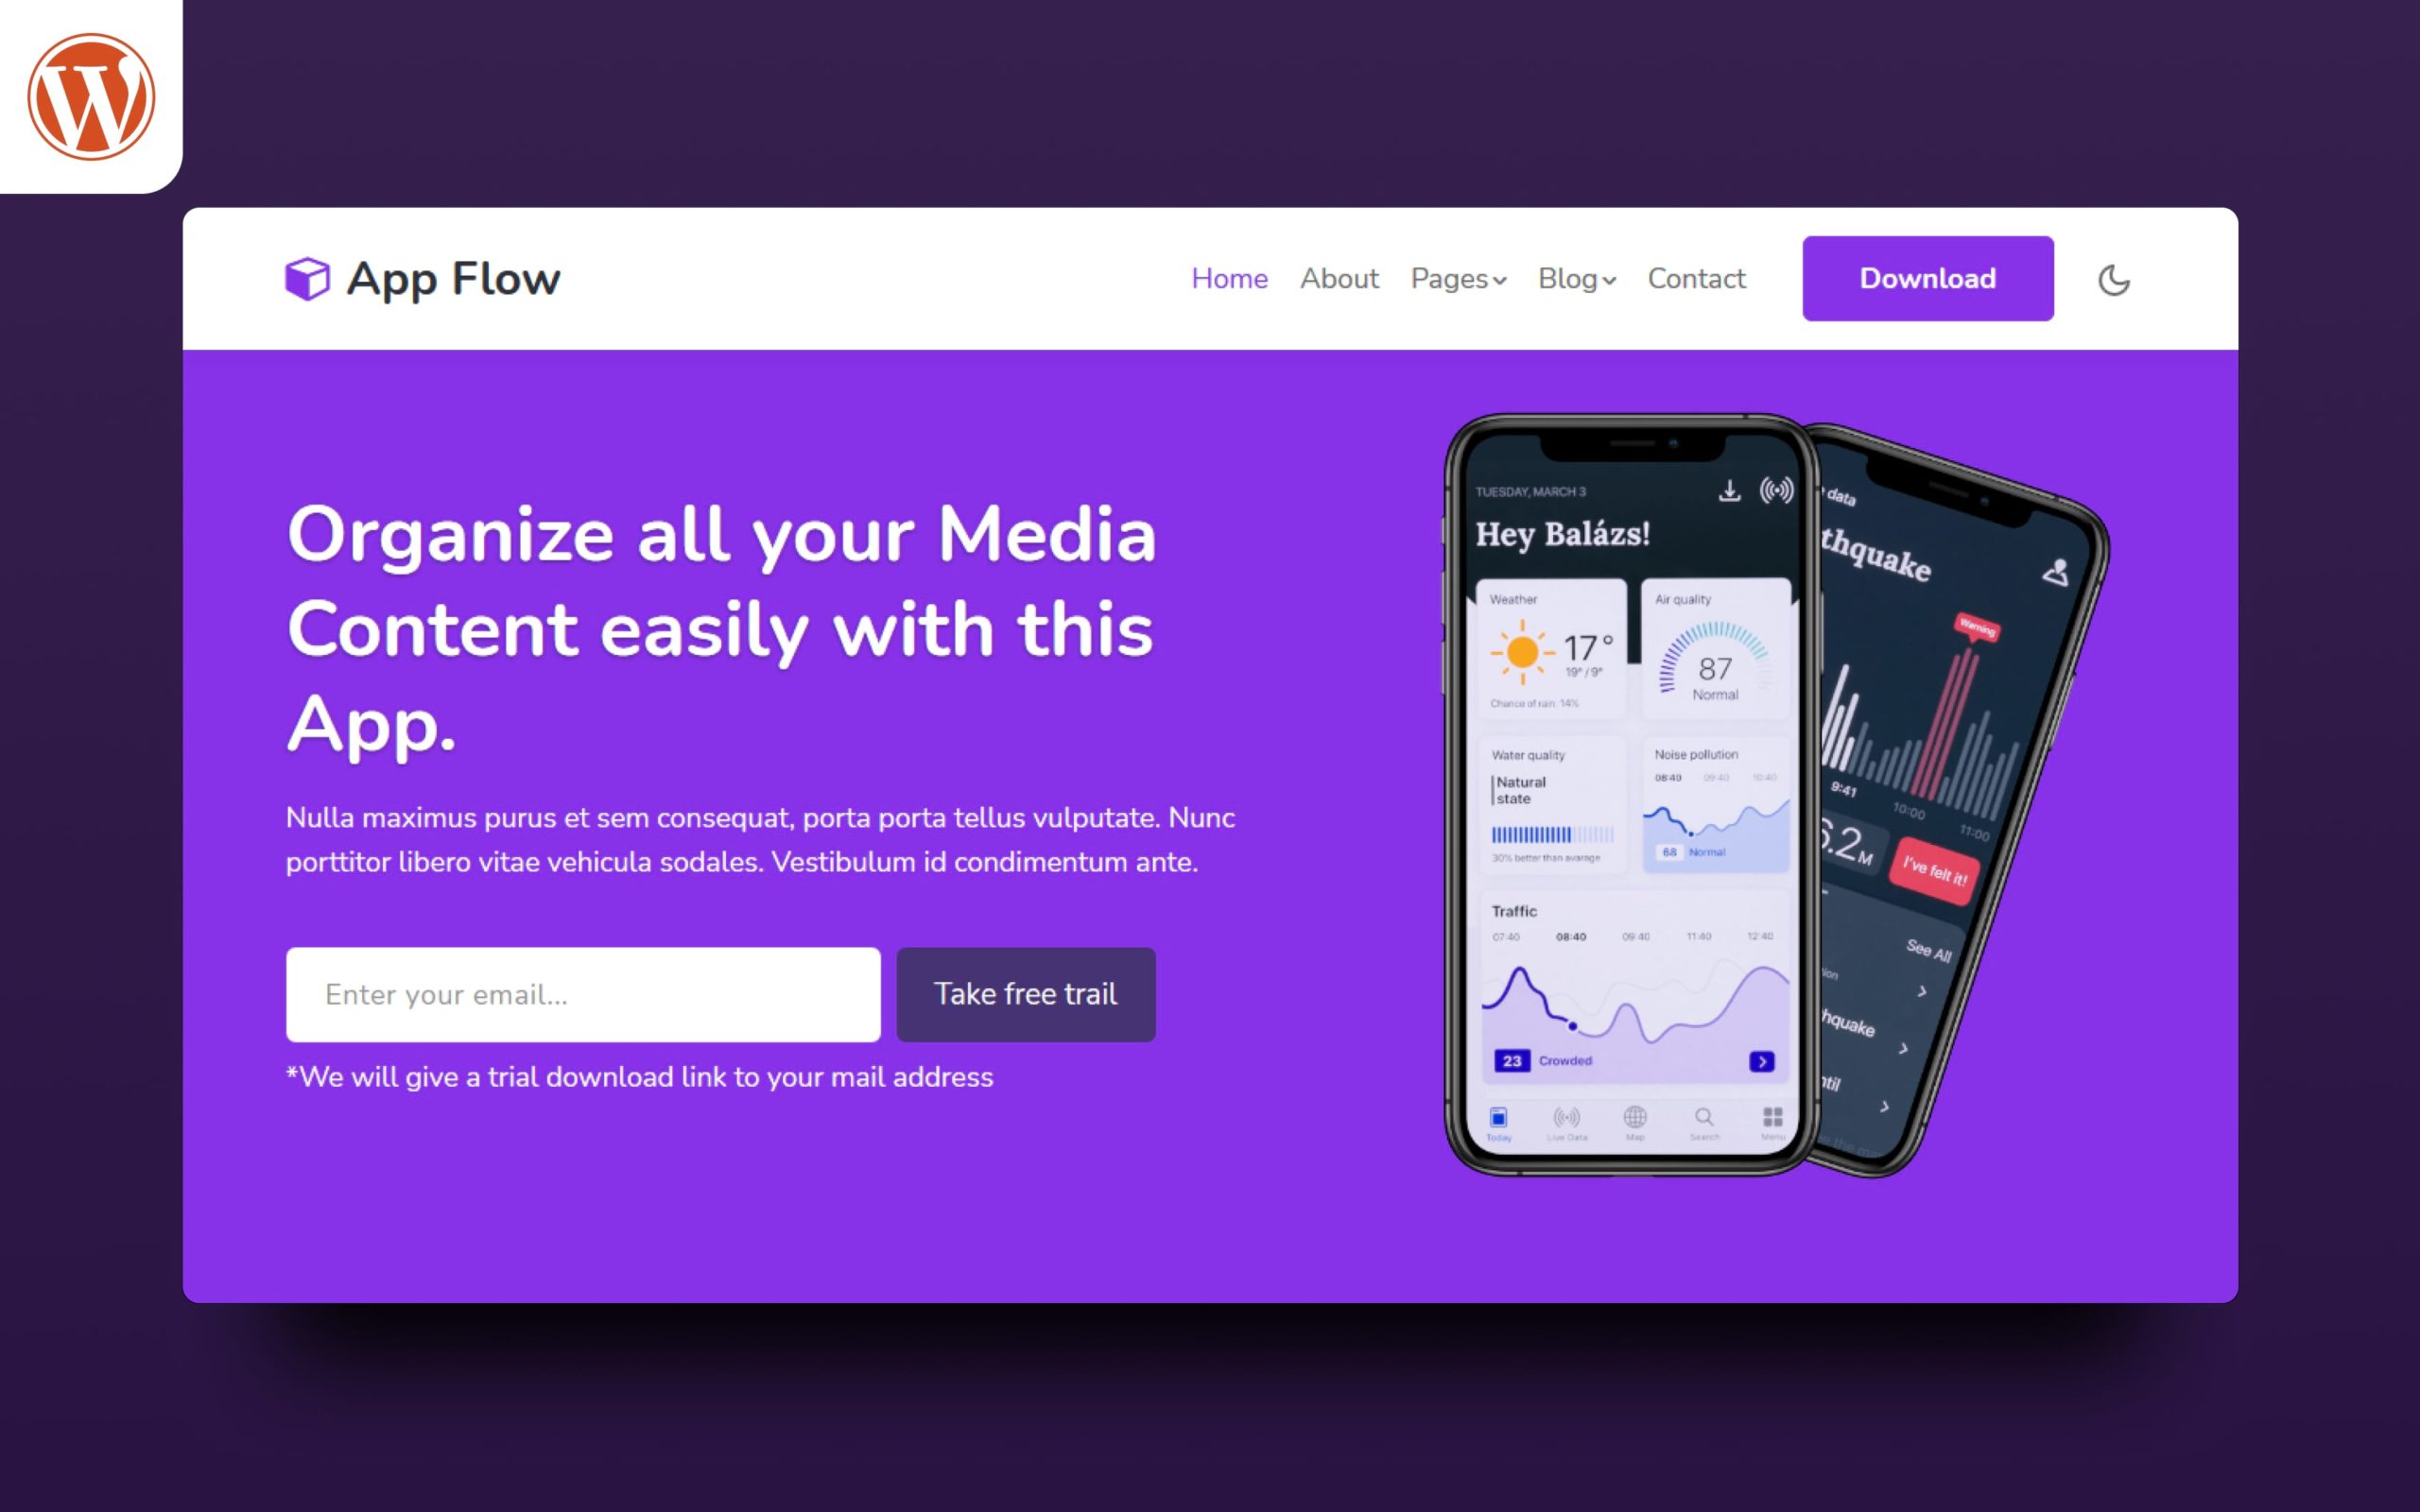 App Flow
Home About Pages Blog Contact Download
Organize all your Media
Content easily with this
App.
Nulla maximus purus et sem consequat, porta porta tellus vulputate. Nunc
porttitor libero vitae vehicula sodales. Vestibulum id condimentum ante.
Enter your email...
Take free trail
*We will give a trial download link to your mail address
TUESDAY, MARCH 3
Hey Balázs!
Weather
17°
19° / 9°
Chance of rain: 14%
Air quality
87
Normal
Water quality
Natural
state
30% better than avarage
Noise pollution
08:40 09:40 10:40
68 Normal
Traffic
07:40 08:40 09:40 11:40 12:40
23 Crowded
Today Live Data Map Search Menu
data
thquake
Warning
9:41 10:00 11:00
6.2 M
I've felt it!
See All
hquake